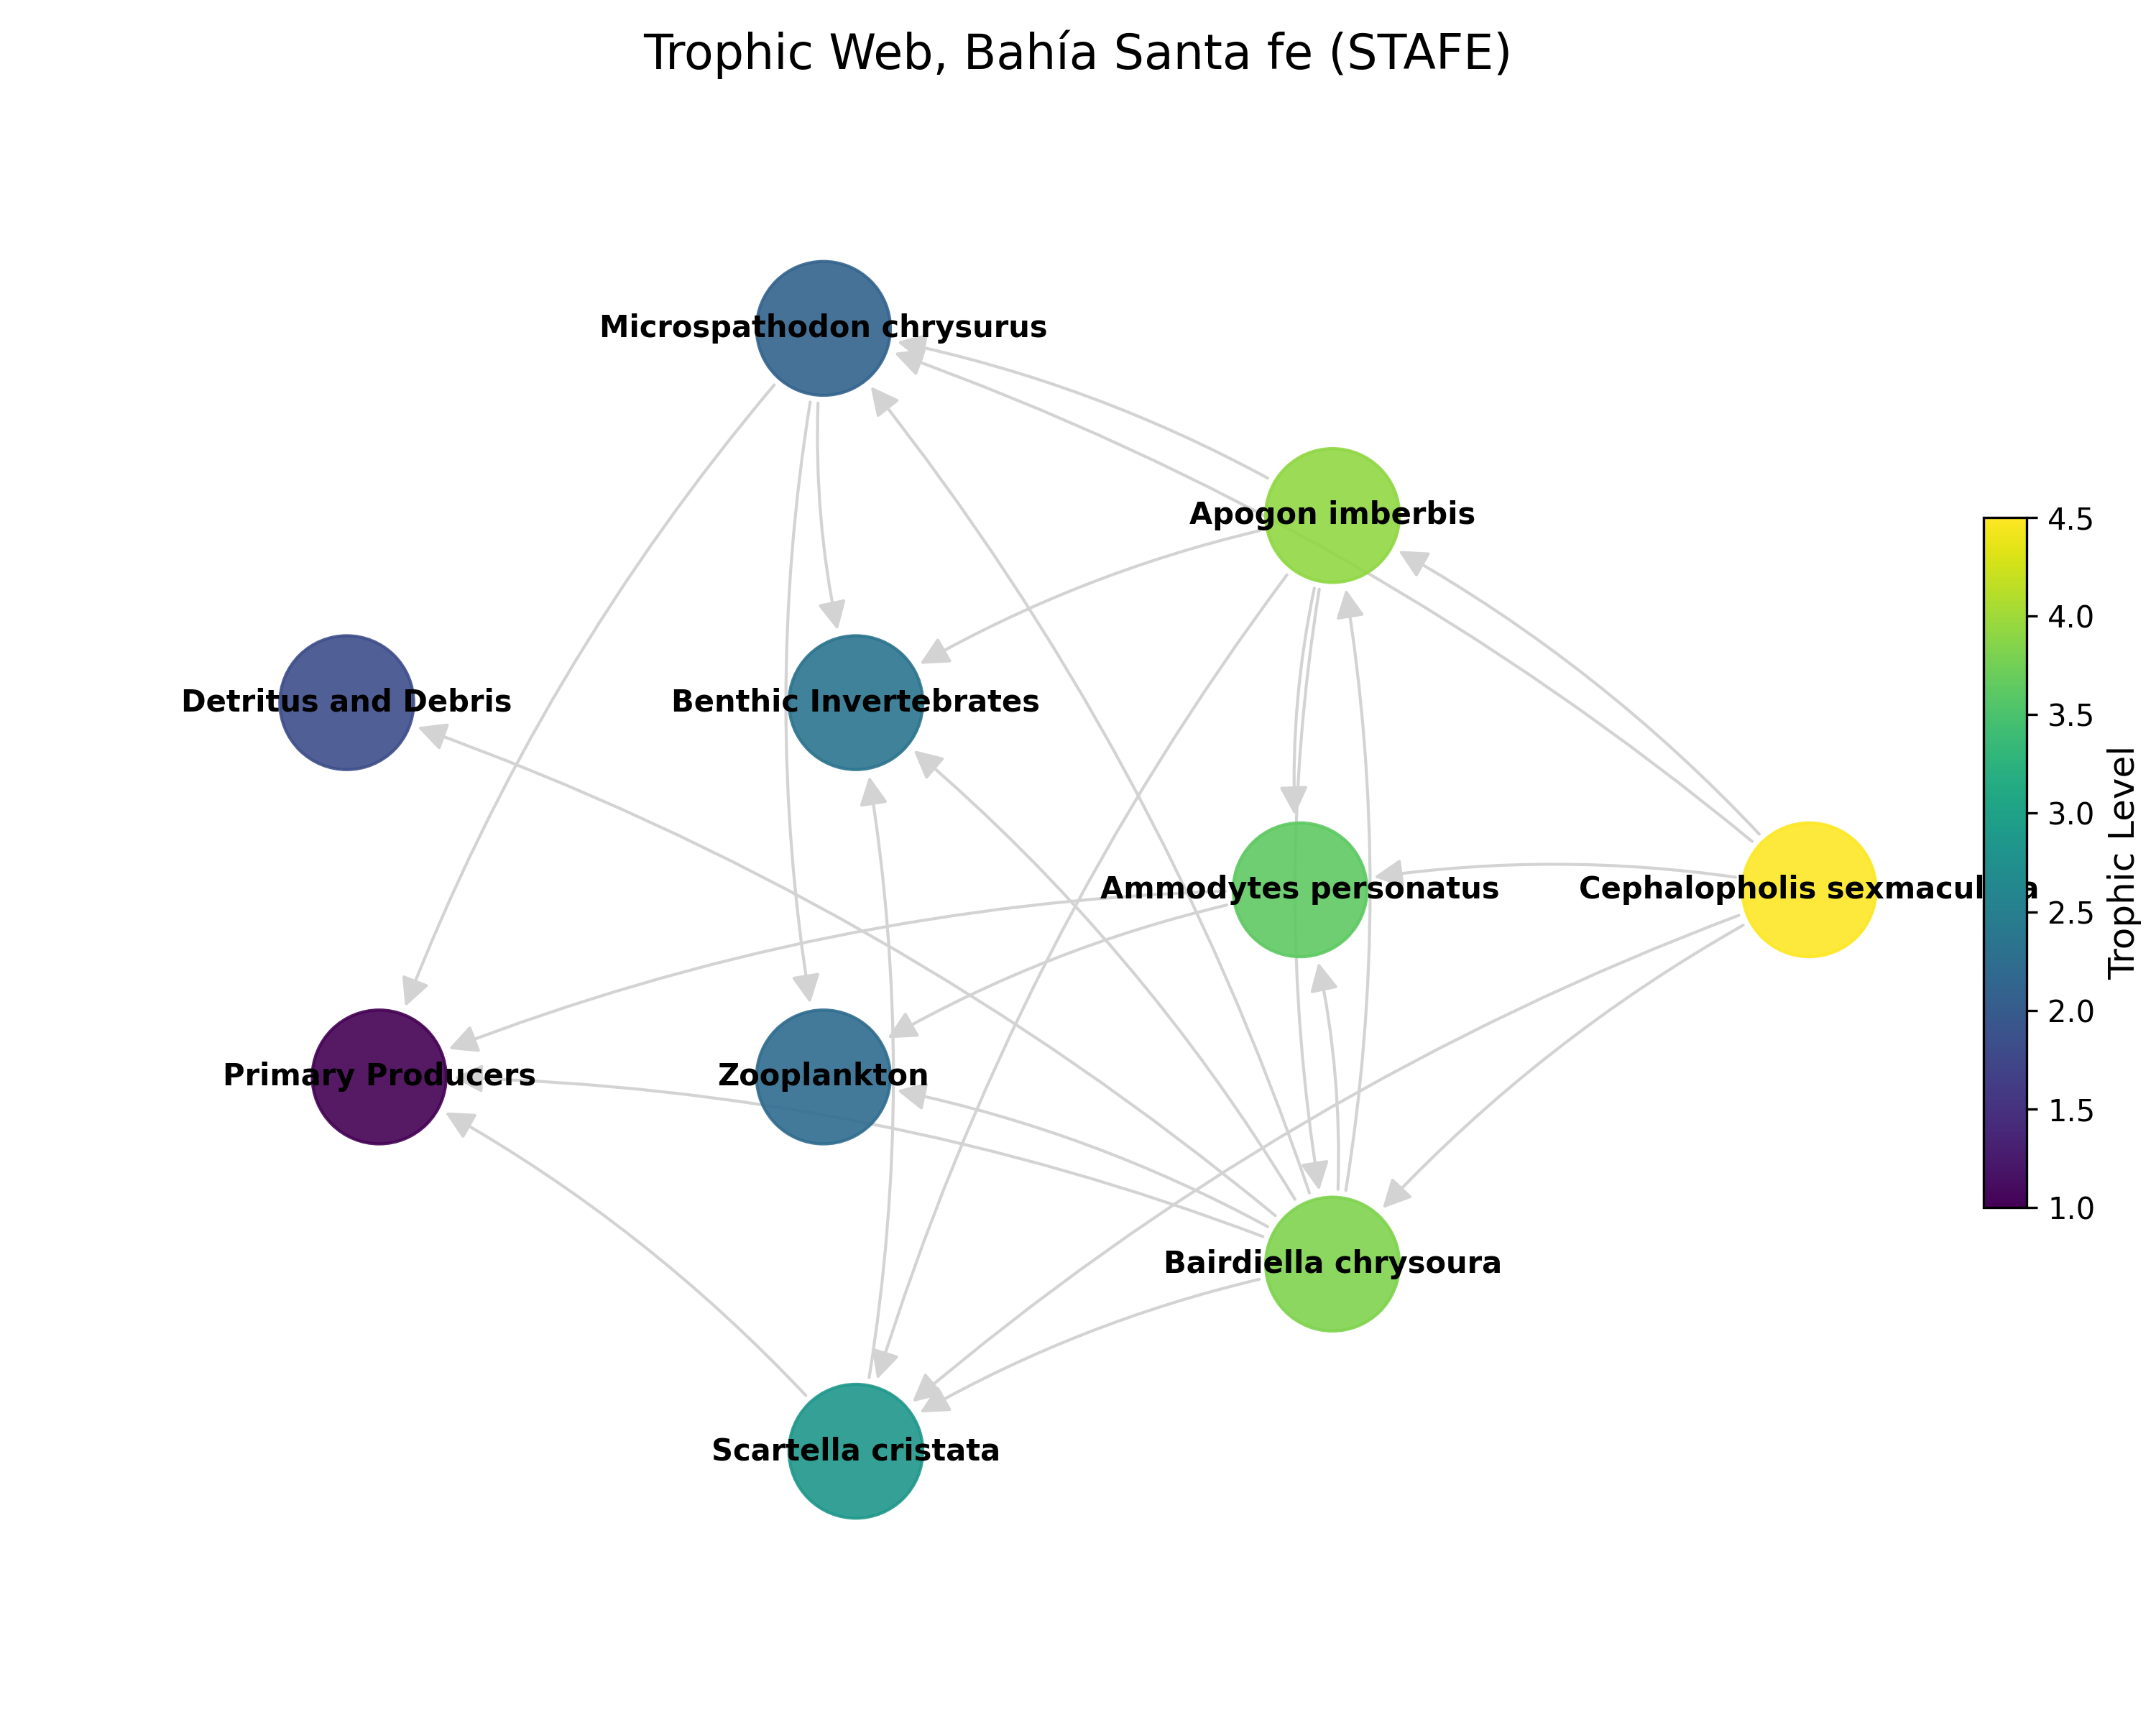 Trophic Web, Bahía Santa fe (STAFE)
Microspathodon chrysurus
Apogon imberbis
Detritus and Debris
Benthic Invertebrates
Ammodytes personatus
Cephalopholis
Primary Producers
Zooplankton
Bairdiella chrysoura
Scartella cristata
4.5
4.0
3.5
3.0
2.5
2.0
1.5
1.0
Trophic Level